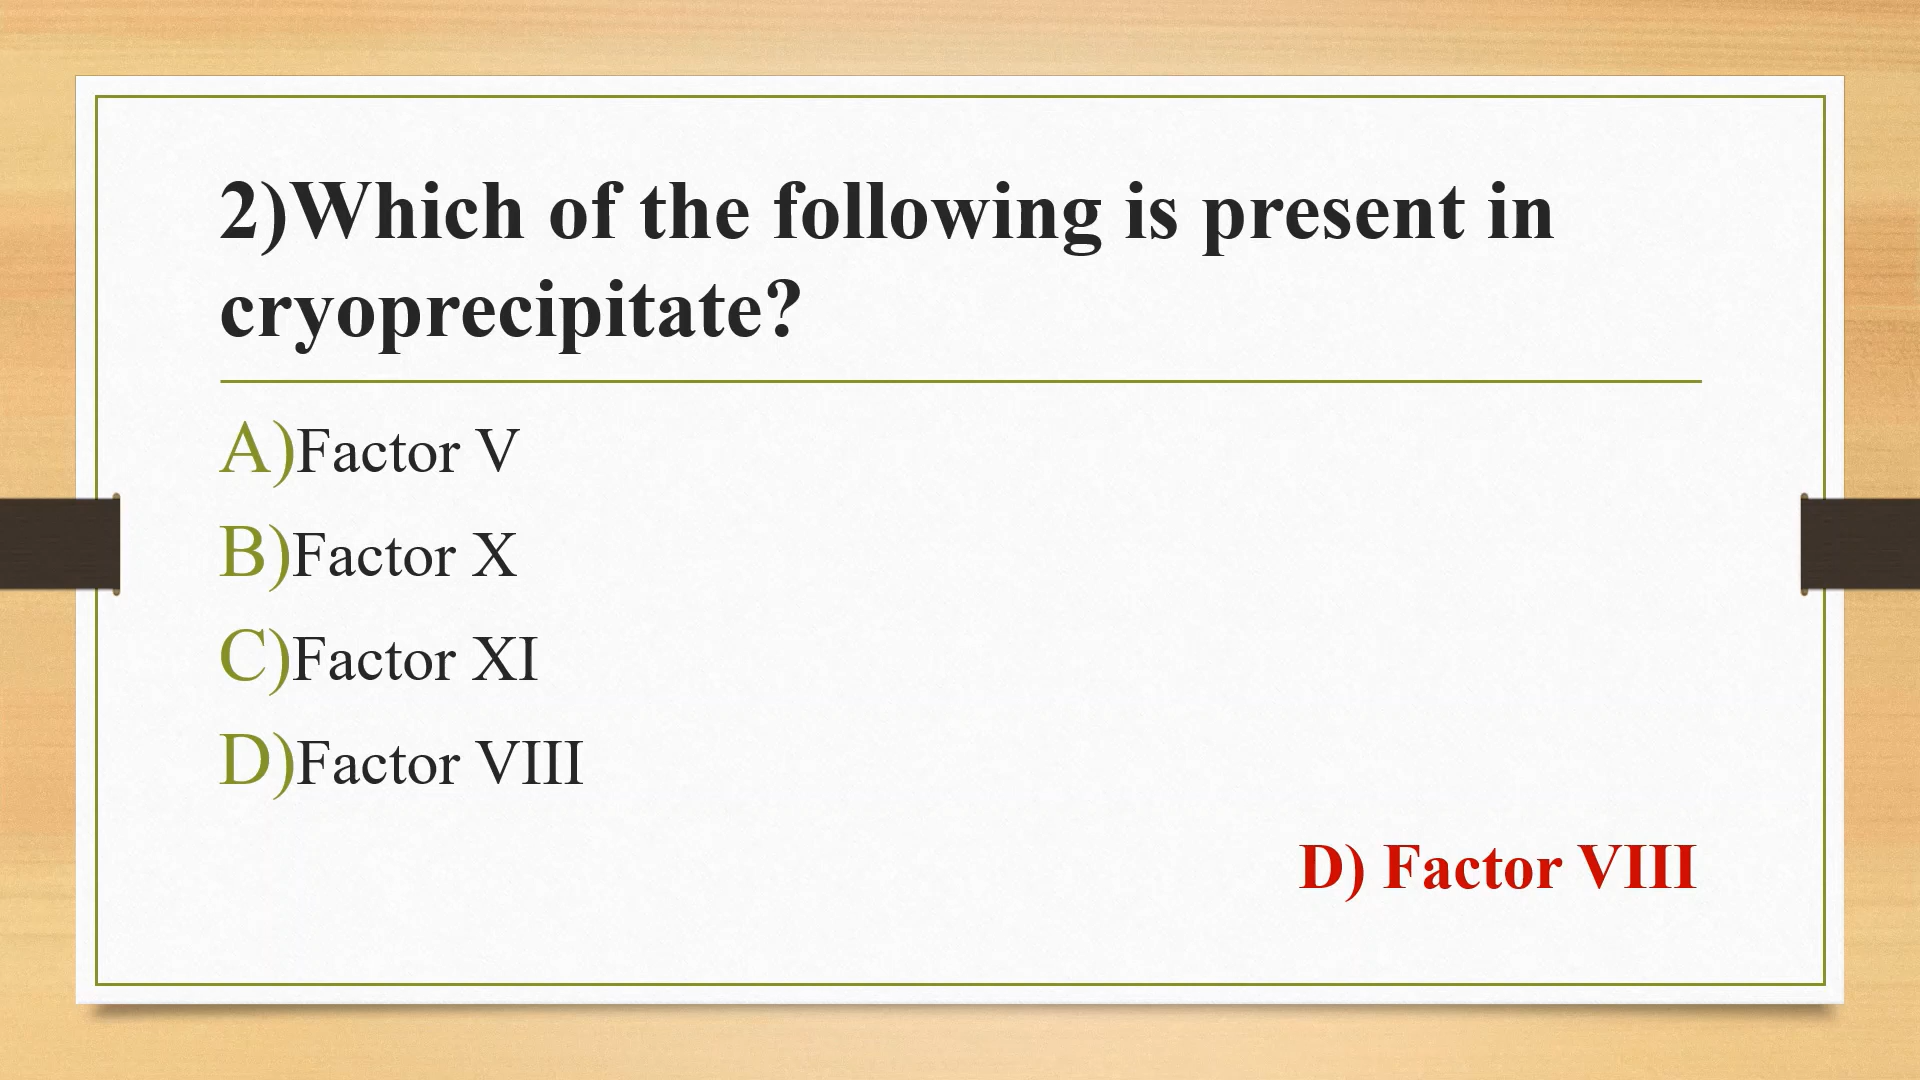 2)Which of the following is present in
cryoprecipitate?
A)Factor V
B)Factor X
C)Factor XI
D)Factor VIII
D) Factor VIII